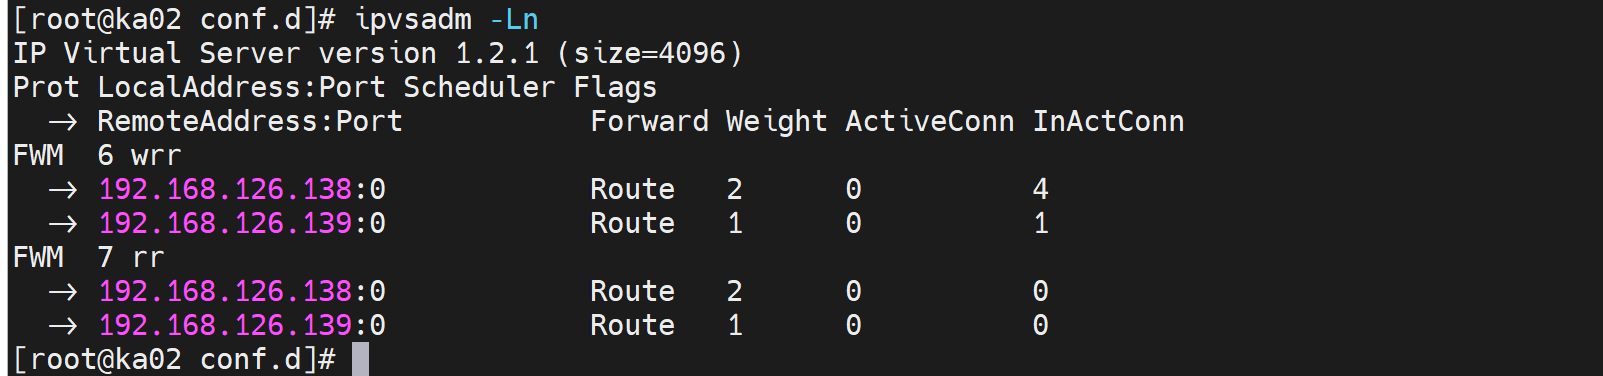 [root@ka02 conf.d]# ipvsadm -Ln
IP Virtual Server version 1.2.1 (size=4096)
Prot LocalAddress:Port Scheduler Flags
  -> RemoteAddress:Port           Forward Weight ActiveConn InActConn
FWM  6 wrr
  -> 192.168.126.138:0            Route   2      0          4
  -> 192.168.126.139:0            Route   1      0          1
FWM  7 rr
  -> 192.168.126.138:0            Route   2      0          0
  -> 192.168.126.139:0            Route   1      0          0
[root@ka02 conf.d]#